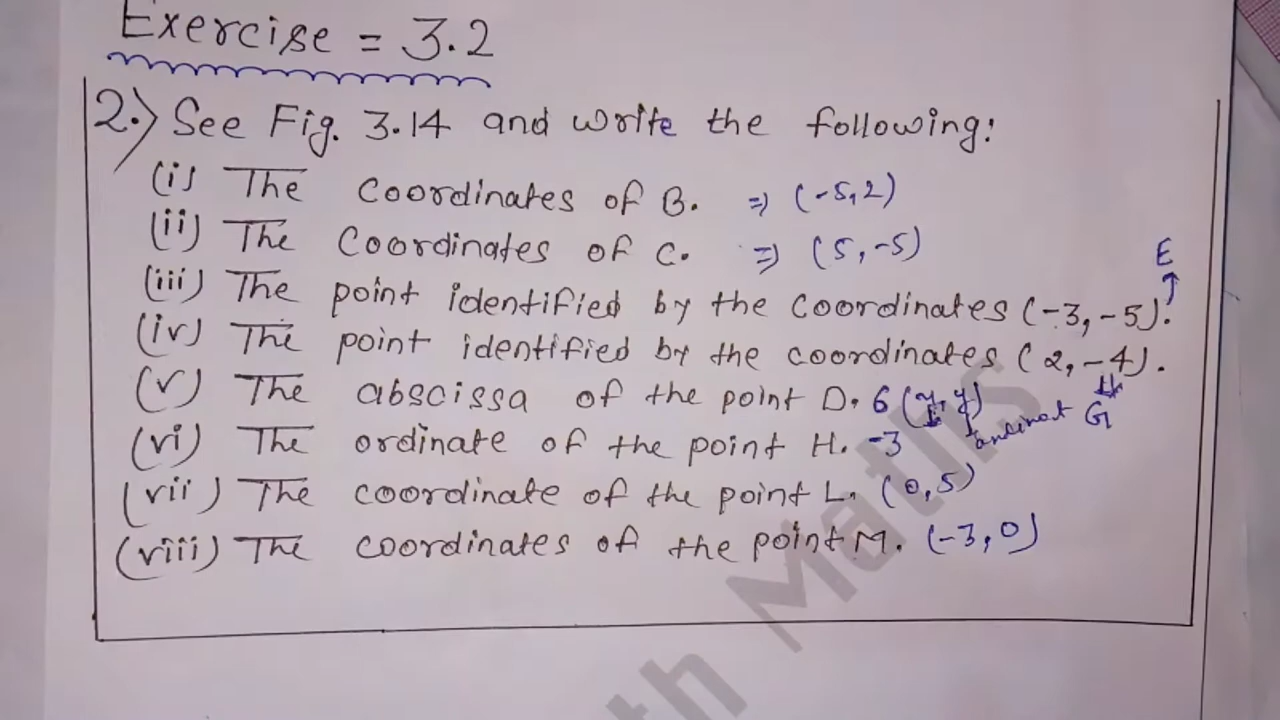 Exercise = 3.2
2.) See Fig. 3.14 and write the following:
(i) The coordinates of B. ⇒ (-5,2)
(ii) The coordinates of C. ⇒ (5,-5)
E
(iii) The point identified by the coordinates (-3,-5).
(iv) The point identified by the coordinates (2,-4).
(v) The abscissa of the point D. 6
G
(vi) The ordinate of the point H. -3
(vii) The coordinate of the point L. (0,5)
(viii) The coordinates of the point M. (-3,0)
Maths